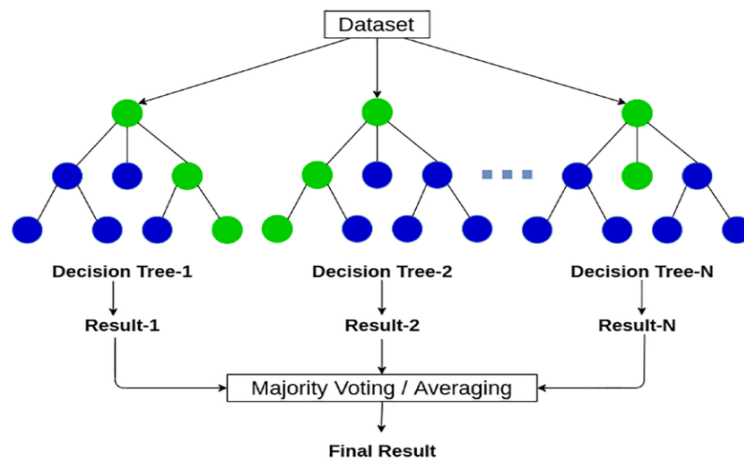 Dataset
Decision Tree-1
Decision Tree-2
Decision Tree-N
Result-1
Result-2
Result-N
Majority Voting / Averaging
Final Result